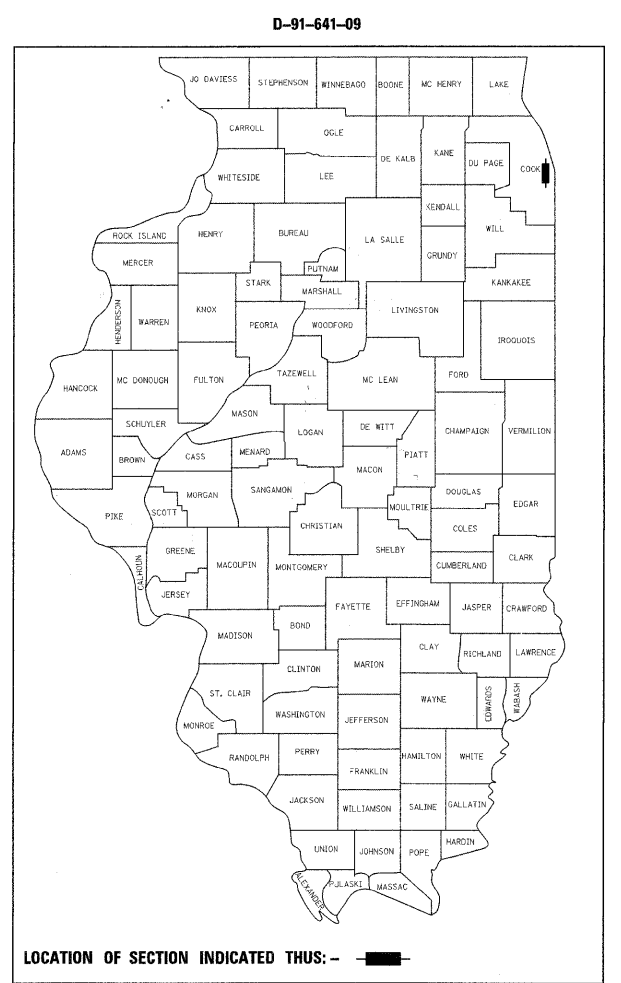 D-91-641-09
JO DAVIESS STEPHENSON WINNEBAGO BOONE MC HENRY LAKE
CARROLL OGLE
DE KALB KANE DU PAGE COOK
WHITESIDE LEE
KENDALL
ROCK ISLAND HENRY BUREAU LA SALLE WILL
MERCER PUTNAM GRUNDY
STARK MARSHALL KANKAKEE
HENDERSON WARREN KNOX PEORIA WOODFORD LIVINGSTON
IROQUOIS
HANCOCK MC DONOUGH FULTON TAZEWELL MC LEAN FORD
MASON
SCHUYLER LOGAN DE WITT CHAMPAIGN VERMILION
ADAMS BROWN CASS MENARD PIATT
MACON
MORGAN SANGAMON DOUGLAS
PIKE SCOTT CHRISTIAN MOULTRIE EDGAR
COLES
GREENE SHELBY
CALHOUN MACOUPIN MONTGOMERY CUMBERLAND CLARK
JERSEY
FAYETTE EFFINGHAM JASPER CRAWFORD
MADISON BOND
CLAY RICHLAND LAWRENCE
CLINTON MARION
ST. CLAIR WAYNE EDWARDS WABASH
WASHINGTON JEFFERSON
MONROE
RANDOLPH PERRY HAMILTON WHITE
FRANKLIN
JACKSON WILLIAMSON SALINE GALLATIN
UNION JOHNSON POPE HARDIN
ALEXANDER PULASKI MASSAC
LOCATION OF SECTION INDICATED THUS: -